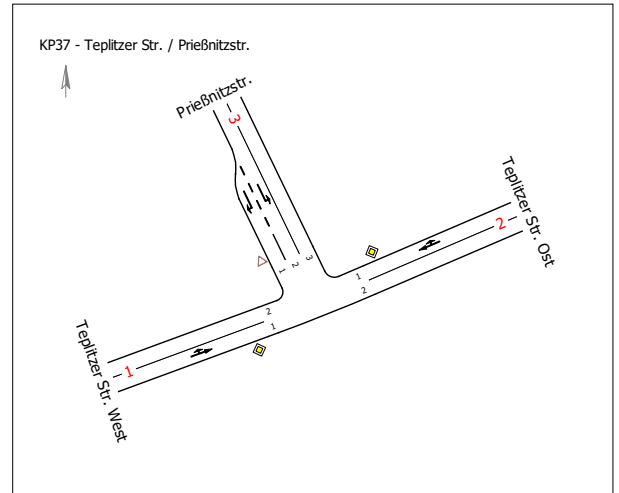 KP37 - Teplitzer Str. / Prießnitzstr.
Prießnitzstr.
3
Teplitzer Str. Ost
2
1
2
3
1
2
2
1
1
Teplitzer Str. West